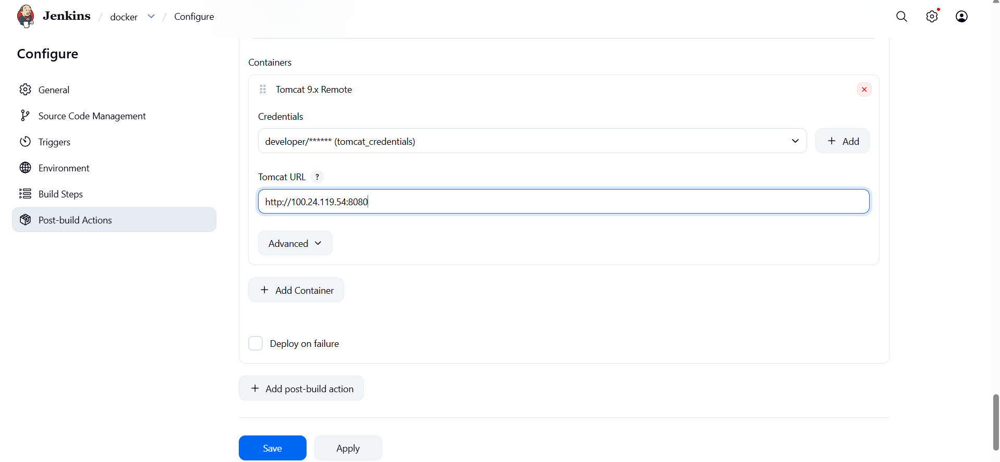 Jenkins / docker / Configure
Configure
General
Source Code Management
Triggers
Environment
Build Steps
Post-build Actions
Containers
Tomcat 9.x Remote
Credentials
developer/****** (tomcat_credentials)
+ Add
Tomcat URL ?
http://100.24.119.54:8080
Advanced
+ Add Container
Deploy on failure
+ Add post-build action
Save Apply